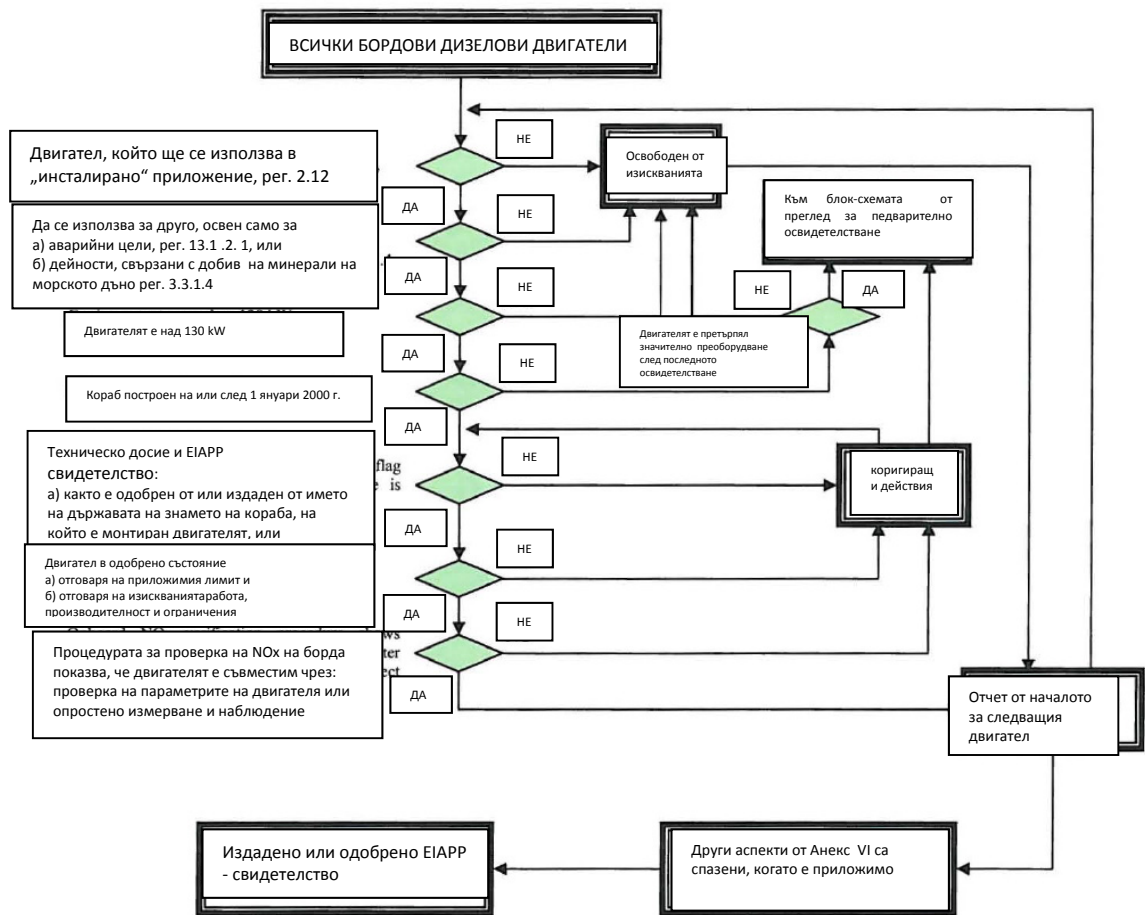 ВСИЧКИ БОРДОВИ ДИЗЕЛОВИ ДВИГАТЕЛИ
НЕ
Освободен от
изискванията
Двигател, който ще се използва в
„инсталирано“ приложение, рег. 2.12
ДА
НЕ
Към блок-схемата от
преглед за педварително
освидетелстване
Да се използва за друго, освен само за
а) аварийни цели, рег. 13.1 .2. 1, или
б) дейности, свързани с добив на минерали на
морското дъно рег. 3.3.1.4
ДА
НЕ
НЕ
ДА
Двигателят е над 130 kW
Двигателят е претърпял
значително преоборудване
след последното
освидетелстване
ДА
НЕ
Кораб построен на или след 1 януари 2000 г.
ДА
НЕ
Техническо досие и EIAPP
свидетелство:
а) както е одобрен от или издаден от името
на държавата на знамето на кораба, на
който е монтиран двигателят, или
flag
is
коригиращ
и действия
ДА
НЕ
Двигател в одобрено състояние
а) отговаря на приложимия лимит и
б) отговаря на изискваниятаработа,
производителност и ограничения
ДА
НЕ
Процедурата за проверка на NOx на борда
показва, че двигателят е съвместим чрез:
проверка на параметрите на двигателя или
опростено измерване и наблюдение
ДА
Отчет от началото
за следващия
двигател
Издадено или одобрено EIAPP
- свидетелство
Други аспекти от Анекс VI са
спазени, когато е приложимо